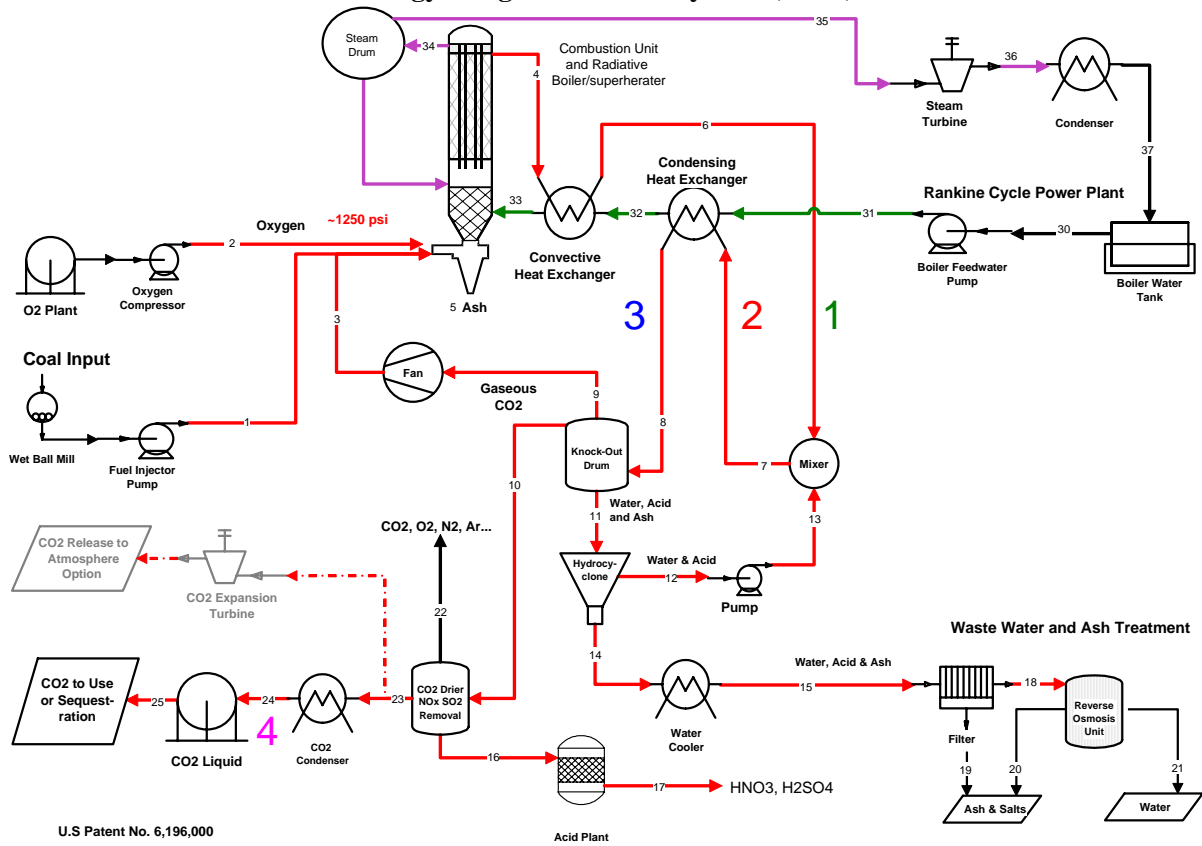 35
Steam
Drum
34
4
Combustion Unit
and Radiative
Boiler/superherater
36
Steam
Turbine
Condenser
6
37
Condensing
Heat Exchanger
Rankine Cycle Power Plant
33
32
31
30
Oxygen
~1250 psi
2
Convective
Heat Exchanger
Boiler Feedwater
Pump
Boiler Water
Tank
O2 Plant
Oxygen
Compressor
5 Ash
3
3
2
1
Coal Input
Fan
Gaseous
CO2
9
8
1
Wet Ball Mill
Fuel Injector
Pump
Knock-Out
Drum
7
Mixer
10
11
Water, Acid
and Ash
13
CO2, O2, N2, Ar...
CO2 Release to
Atmosphere
Option
CO2 Expansion
Turbine
Hydrocy-
clone
Water & Acid
12
Pump
22
14
Waste Water and Ash Treatment
Water, Acid & Ash
CO2 to Use
or Sequest-
ration
25
24
23
CO2 Drier
NOx SO2
Removal
15
18
Reverse
Osmosis
Unit
4
CO2 Liquid
CO2
Condenser
Water
Cooler
Filter
16
19
20
21
17
HNO3, H2SO4
Ash & Salts
Water
U.S Patent No. 6,196,000
Acid Plant